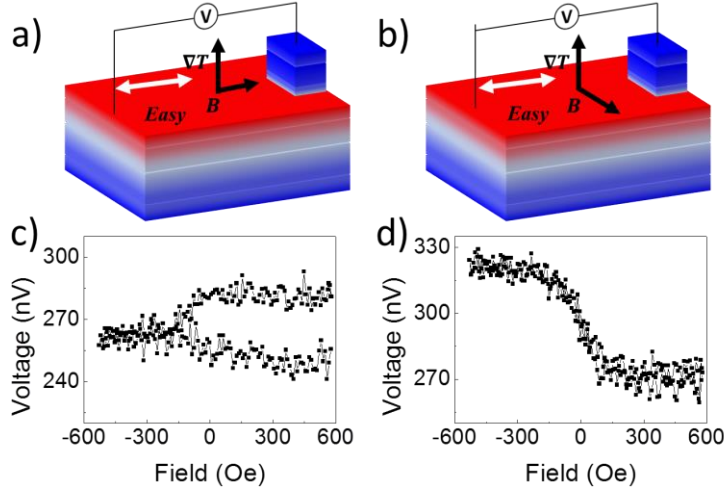 a)
V
∇T
Easy
B
b)
V
∇T
Easy
B
c)
300
270
240
Voltage (nV)
-600 -300 0 300 600
Field (Oe)
d)
330
300
270
Voltage (nV)
-600 -300 0 300 600
Field (Oe)